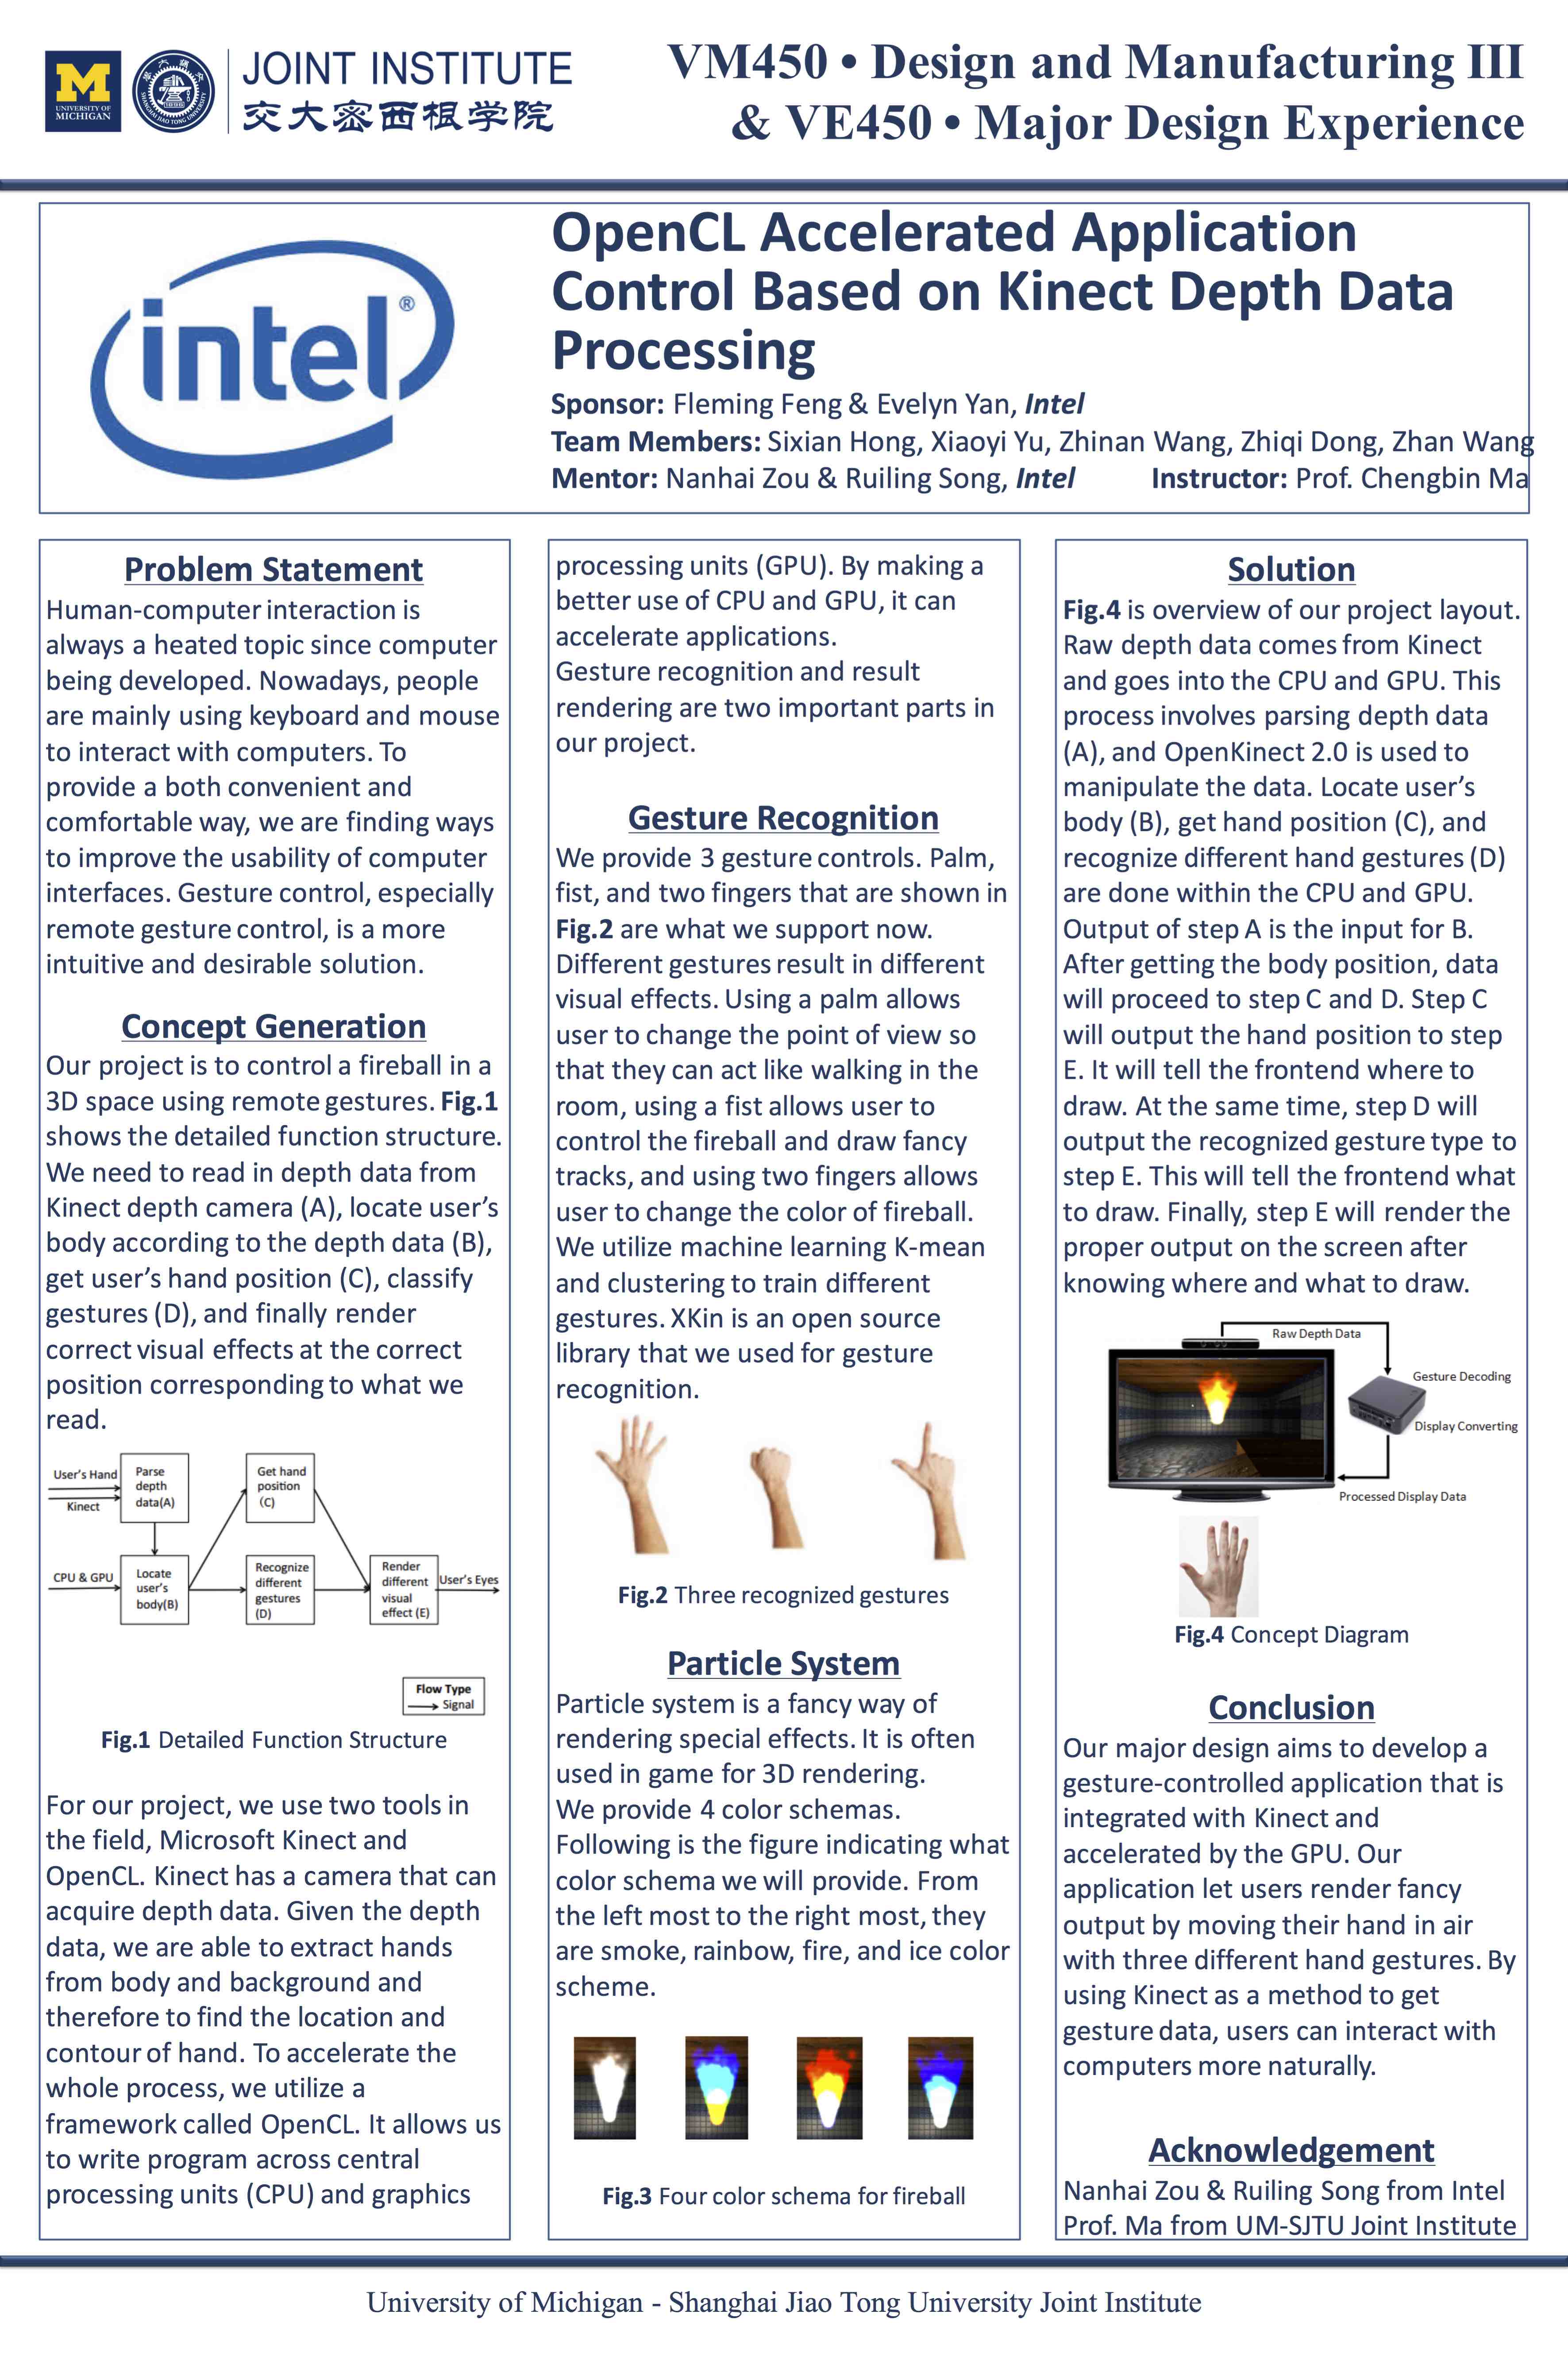 M
UNIVERSITY OF
MICHIGAN
JOINT INSTITUTE
交大密西根学院
VM450 • Design and Manufacturing III
& VE450 • Major Design Experience
intel®
OpenCL Accelerated Application
Control Based on Kinect Depth Data
Processing
Sponsor: Fleming Feng & Evelyn Yan, Intel
Team Members: Sixian Hong, Xiaoyi Yu, Zhinan Wang, Zhiqi Dong, Zhan Wang
Mentor: Nanhai Zou & Ruiling Song, Intel Instructor: Prof. Chengbin Ma
Problem Statement
Human-computer interaction is
always a heated topic since computer
being developed. Nowadays, people
are mainly using keyboard and mouse
to interact with computers. To
provide a both convenient and
comfortable way, we are finding ways
to improve the usability of computer
interfaces. Gesture control, especially
remote gesture control, is a more
intuitive and desirable solution.
Concept Generation
Our project is to control a fireball in a
3D space using remote gestures. Fig.1
shows the detailed function structure.
We need to read in depth data from
Kinect depth camera (A), locate user's
body according to the depth data (B),
get user's hand position (C), classify
gestures (D), and finally render
correct visual effects at the correct
position corresponding to what we
read.
User's Hand
Kinect
Parse
depth
data(A)
Get hand
position
(C)
CPU & GPU
Locate
user's
body(B)
Recognize
different
gestures
(D)
Render
different
visual
effect (E)
User's Eyes
Flow Type
Signal
Fig.1 Detailed Function Structure
For our project, we use two tools in
the field, Microsoft Kinect and
OpenCL. Kinect has a camera that can
acquire depth data. Given the depth
data, we are able to extract hands
from body and background and
therefore to find the location and
contour of hand. To accelerate the
whole process, we utilize a
framework called OpenCL. It allows us
to write program across central
processing units (CPU) and graphics
processing units (GPU). By making a
better use of CPU and GPU, it can
accelerate applications.
Gesture recognition and result
rendering are two important parts in
our project.
Gesture Recognition
We provide 3 gesture controls. Palm,
fist, and two fingers that are shown in
Fig.2 are what we support now.
Different gestures result in different
visual effects. Using a palm allows
user to change the point of view so
that they can act like walking in the
room, using a fist allows user to
control the fireball and draw fancy
tracks, and using two fingers allows
user to change the color of fireball.
We utilize machine learning K-mean
and clustering to train different
gestures. XKin is an open source
library that we used for gesture
recognition.
Fig.2 Three recognized gestures
Particle System
Particle system is a fancy way of
rendering special effects. It is often
used in game for 3D rendering.
We provide 4 color schemas.
Following is the figure indicating what
color schema we will provide. From
the left most to the right most, they
are smoke, rainbow, fire, and ice color
scheme.
Fig.3 Four color schema for fireball
Solution
Fig.4 is overview of our project layout.
Raw depth data comes from Kinect
and goes into the CPU and GPU. This
process involves parsing depth data
(A), and OpenKinect 2.0 is used to
manipulate the data. Locate user's
body (B), get hand position (C), and
recognize different hand gestures (D)
are done within the CPU and GPU.
Output of step A is the input for B.
After getting the body position, data
will proceed to step C and D. Step C
will output the hand position to step
E. It will tell the frontend where to
draw. At the same time, step D will
output the recognized gesture type to
step E. This will tell the frontend what
to draw. Finally, step E will render the
proper output on the screen after
knowing where and what to draw.
Raw Depth Data
Gesture Decoding
Display Converting
Processed Display Data
Fig.4 Concept Diagram
Conclusion
Our major design aims to develop a
gesture-controlled application that is
integrated with Kinect and
accelerated by the GPU. Our
application let users render fancy
output by moving their hand in air
with three different hand gestures. By
using Kinect as a method to get
gesture data, users can interact with
computers more naturally.
Acknowledgement
Nanhai Zou & Ruiling Song from Intel
Prof. Ma from UM-SJTU Joint Institute
University of Michigan - Shanghai Jiao Tong University Joint Institute